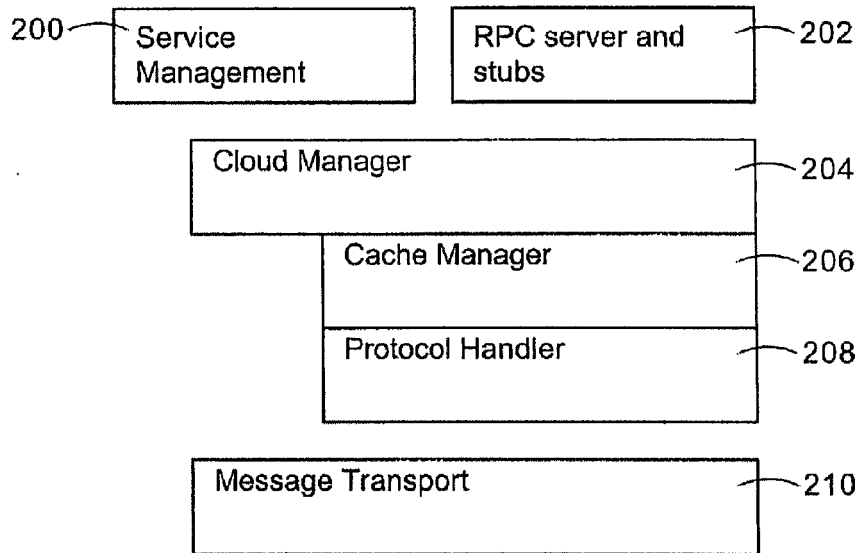 200
Service
Management
RPC server and
stubs
202
Cloud Manager
204
Cache Manager
206
Protocol Handler
208
Message Transport
210